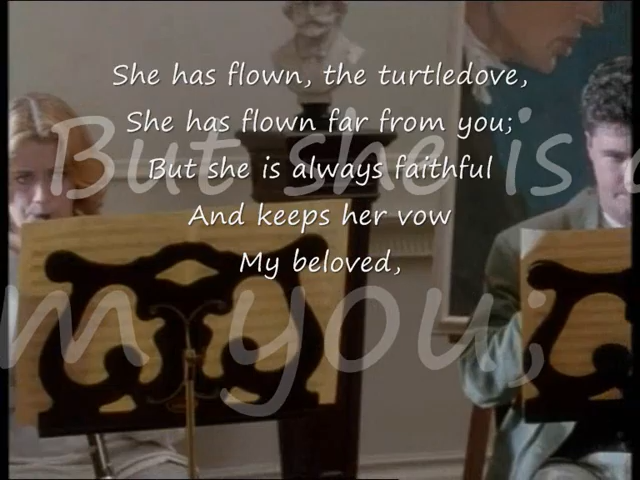 She has flown, the turtledove,
She has flown far from you;
But she is always faithful
And keeps her vow
My beloved,
But she is a
m you;